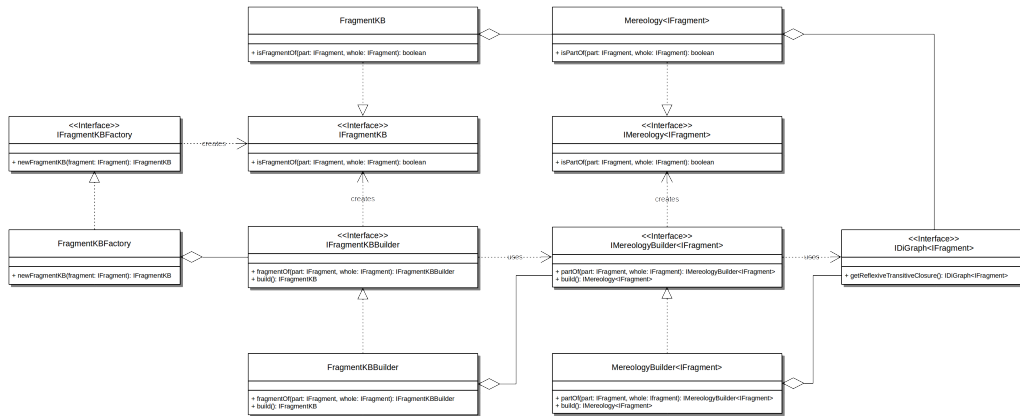 FragmentKB
+ isFragmentOf(part: IFragment, whole: IFragment): boolean
Mereology<IFragment>
+ isPartOf(part: IFragment, whole: IFragment): boolean
<<Interface>>
IFragmentKBFactory
+ newFragmentKB(fragment: IFragment): IFragmentKB
creates
<<Interface>>
IFragmentKB
+ isFragmentOf(part: IFragment, whole: IFragment): boolean
<<Interface>>
IMereology<IFragment>
+ isPartOf(part: IFragment, whole: IFragment): boolean
creates
creates
FragmentKBFactory
+ newFragmentKB(fragment: IFragment): IFragmentKB
<<Interface>>
IFragmentKBBuilder
+ fragmentOf(part: IFragment, whole: IFragment): IFragmentKBBuilder
+ build(): IFragmentKB
uses
<<Interface>>
IMereologyBuilder<IFragment>
+ partOf(part: IFragment, whole: IFragment): IMereologyBuilder<IFragment>
+ build(): IMereology<IFragment>
uses
<<Interface>>
IDiGraph<IFragment>
+ getReflexiveTransitiveClosure(): IDiGraph<IFragment>
FragmentKBBuilder
+ fragmentOf(part: IFragment, whole: IFragment): IFragmentKBBuilder
+ build(): IFragmentKB
MereologyBuilder<IFragment>
+ partOf(part: IFragment, whole: IFragment): IMereologyBuilder<IFragment>
+ build(): IMereology<IFragment>